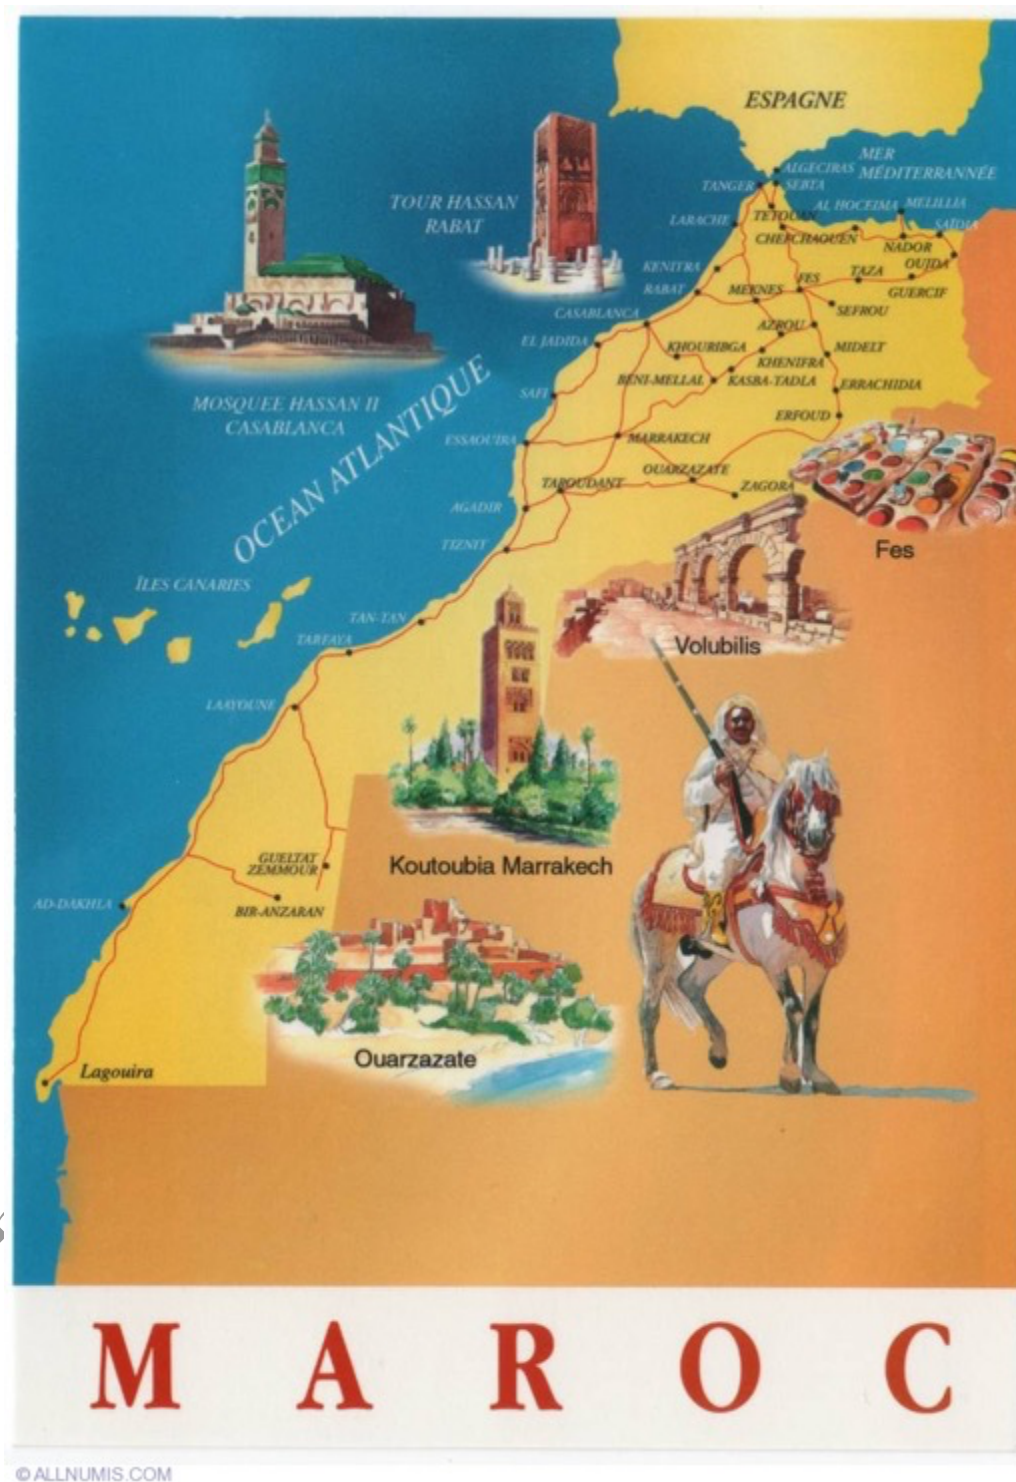 ESPAGNE
ALGECIRAS
MER
MÉDITERRANNÉE
TANGER
SEBTA
TOUR HASSAN
RABAT
AL HOCEIMA
MELILLIA
LARACHE
TETOUAN
SAÏDIA
CHEFCHAOUEN
NADOR
OUJDA
KENITRA
TAZA
FES
RABAT
MEKNES
GUERCIF
SEFROU
CASABLANCA
AZROU
EL JADIDA
KHOURIBGA
MIDELT
KHENIFRA
BENI-MELLAL
KASBA-TADLA
ERRACHIDIA
SAFI
MOSQUEE HASSAN II
CASABLANCA
ERFOUD
OCEAN ATLANTIQUE
ESSAOUIRA
MARRAKECH
OUARZAZATE
TAROUDANT
ZAGORA
AGADIR
TIZNIT
Fes
ÎLES CANARIES
TAN-TAN
TARFAYA
Volubilis
LAAYOUNE
GUELTAT
ZEMMOUR
Koutoubia Marrakech
AD-DAKHLA
BIR-ANZARAN
Ouarzazate
Lagouira
MAROC
© ALLNUMIS.COM